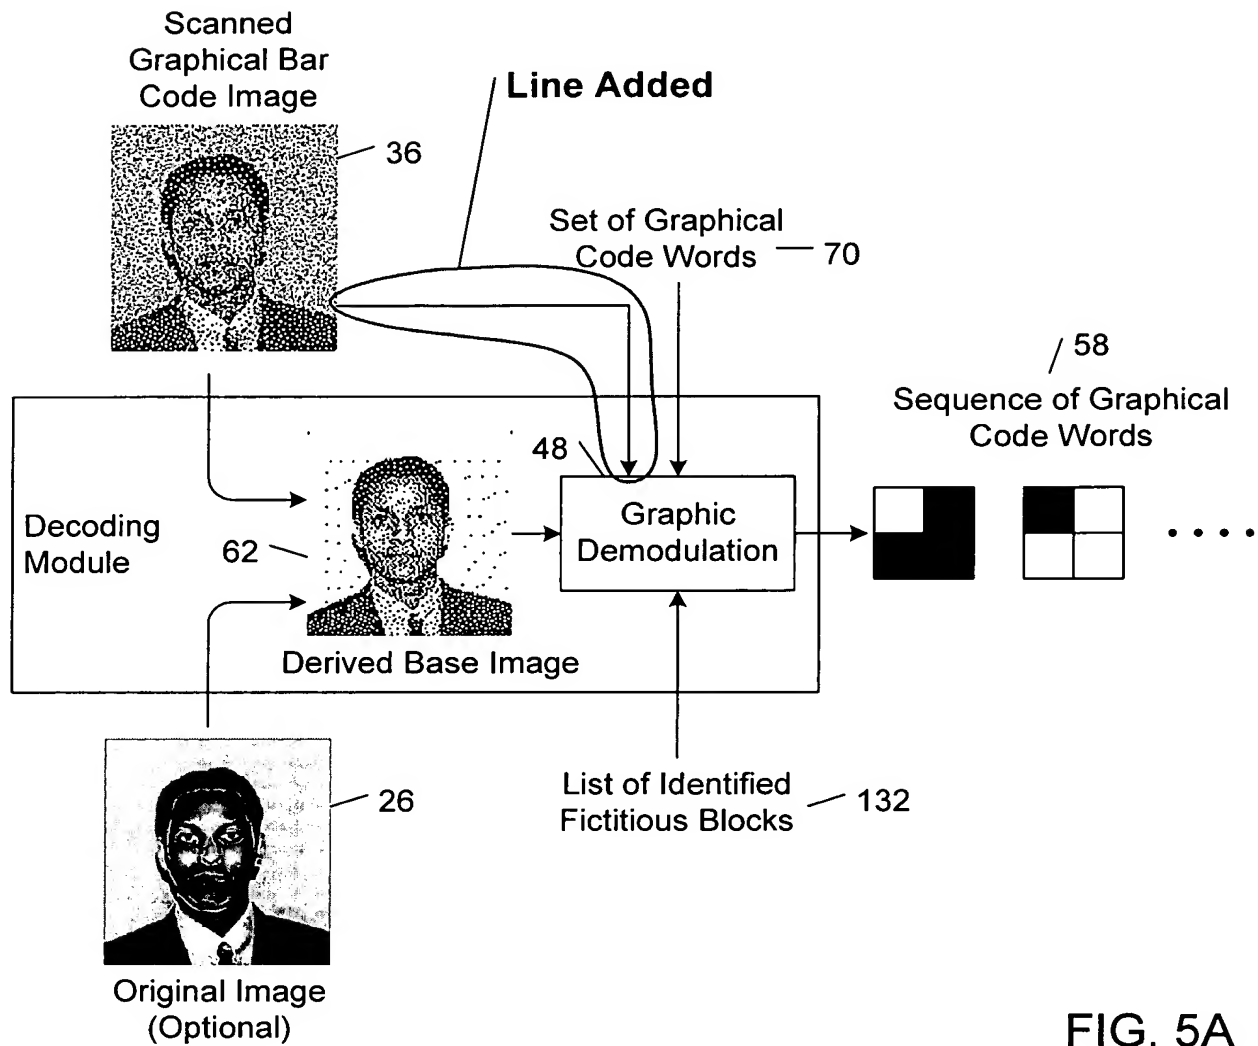 Scanned
Graphical Bar
Code Image
36
Line Added
Set of Graphical
Code Words
70
58
Sequence of Graphical
Code Words
Decoding
Module
62
48
Graphic
Demodulation
Derived Base Image
26
List of Identified
Fictitious Blocks
132
Original Image
(Optional)
FIG. 5A